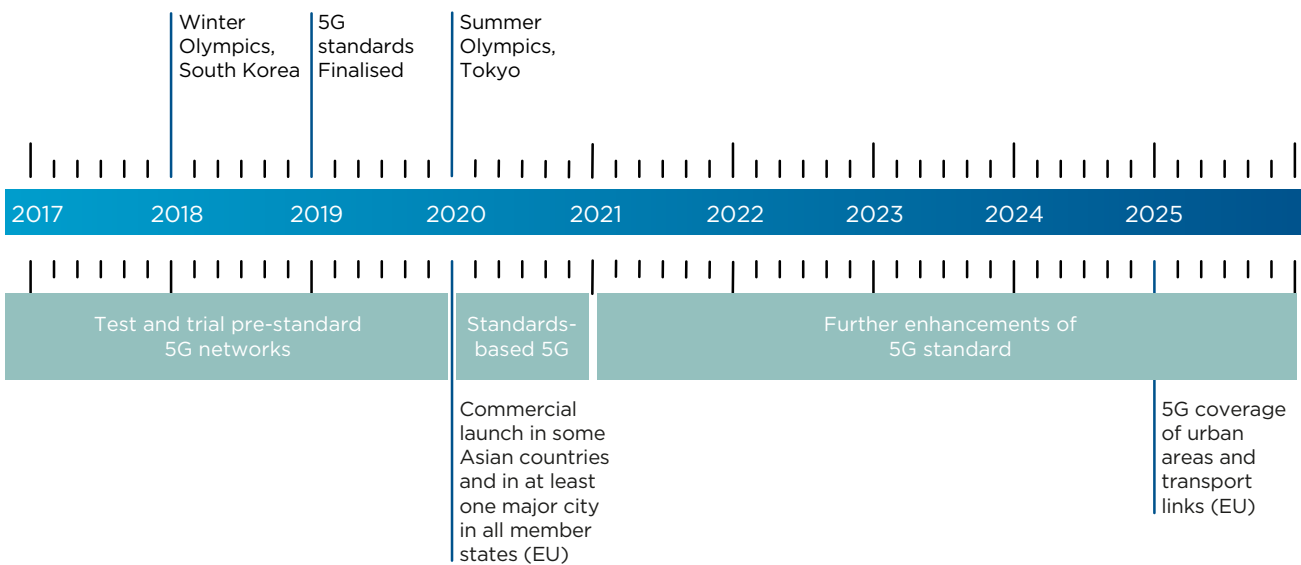 Winter
Olympics,
South Korea
5G
standards
Finalised
Summer
Olympics,
Tokyo
2017 2018 2019 2020 2021 2022 2023 2024 2025
Test and trial pre-standard
5G networks
Standards-
based 5G
Further enhancements of
5G standard
Commercial
launch in some
Asian countries
and in at least
one major city
in all member
states (EU)
5G coverage
of urban
areas and
transport
links (EU)